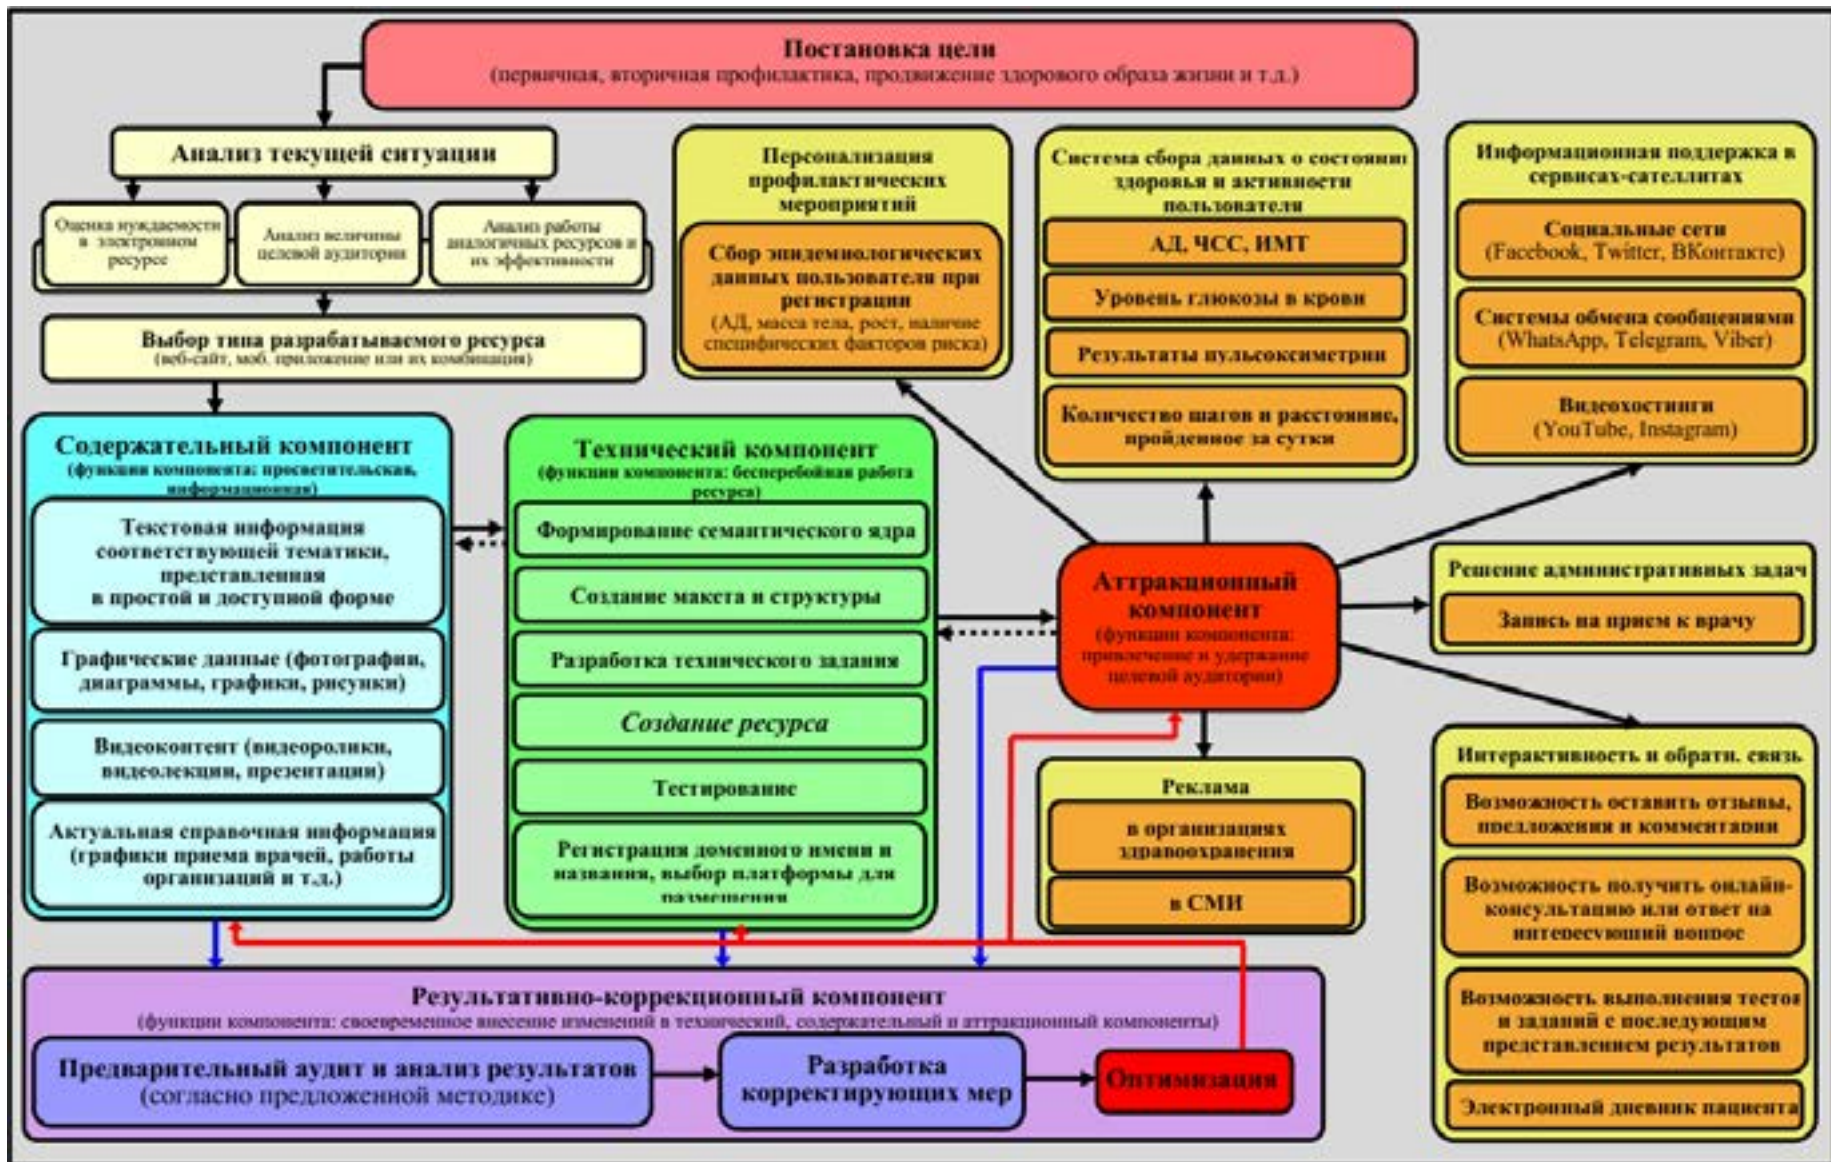 Постановка цели
(первичная, вторичная профилактика, продвижение здорового образа жизни и т.д.)
Анализ текущей ситуации
Оценка нуждаемости
в электронном
ресурсе
Анализ величины
целевой аудитории
Анализ работы
аналогичных ресурсов и
их эффективности
Выбор типа разрабатываемого ресурса
(веб-сайт, моб. приложение или их комбинация)
Персонализация
профилактических
мероприятий
Сбор эпидемиологических
данных пользователя при
регистрации
(АД, масса тела, рост, наличие
специфических факторов риска)
Система сбора данных о состоянии
здоровья и активности
пользователя
АД, ЧСС, ИМТ
Уровень глюкозы в крови
Результаты пульсоксиметрии
Количество шагов и расстояние,
пройденное за сутки
Информационная поддержка в
сервисах-сателлитах
Социальные сети
(Facebook, Twitter, ВКонтакте)
Системы обмена сообщениями
(WhatsApp, Telegram, Viber)
Видеохостинги
(YouTube, Instagram)
Содержательный компонент
(функции компонента: просветительская,
информационная)
Текстовая информация
соответствующей тематики,
представленная
в простой и доступной форме
Графические данные (фотографии,
диаграммы, графики, рисунки)
Видеоконтент (видеоролики,
видеолекции, презентации)
Актуальная справочная информация
(графики приема врачей, работы
организаций и т.д.)
Технический компонент
(функции компонента: бесперебойная работа
ресурса)
Формирование семантического ядра
Создание макета и структуры
Разработка технического задания
Создание ресурса
Тестирование
Регистрация доменного имени и
названия, выбор платформы для
размещения
Аттракционный
компонент
(функции компонента:
привлечение и удержание
целевой аудитории)
Решение административных задач
Запись на прием к врачу
Реклама
в организациях
здравоохранения
в СМИ
Интерактивность и обратн. связь
Возможность оставить отзывы,
предложения и комментарии
Возможность получить онлайн-
консультацию или ответ на
интересующий вопрос
Возможность выполнения тестов
и заданий с последующим
представлением результатов
Электронный дневник пациента
Результативно-коррекционный компонент
(функции компонента: своевременное внесение изменений в технический, содержательный и аттракционный компоненты)
Предварительный аудит и анализ результатов
(согласно предложенной методике)
Разработка
корректирующих мер
Оптимизация